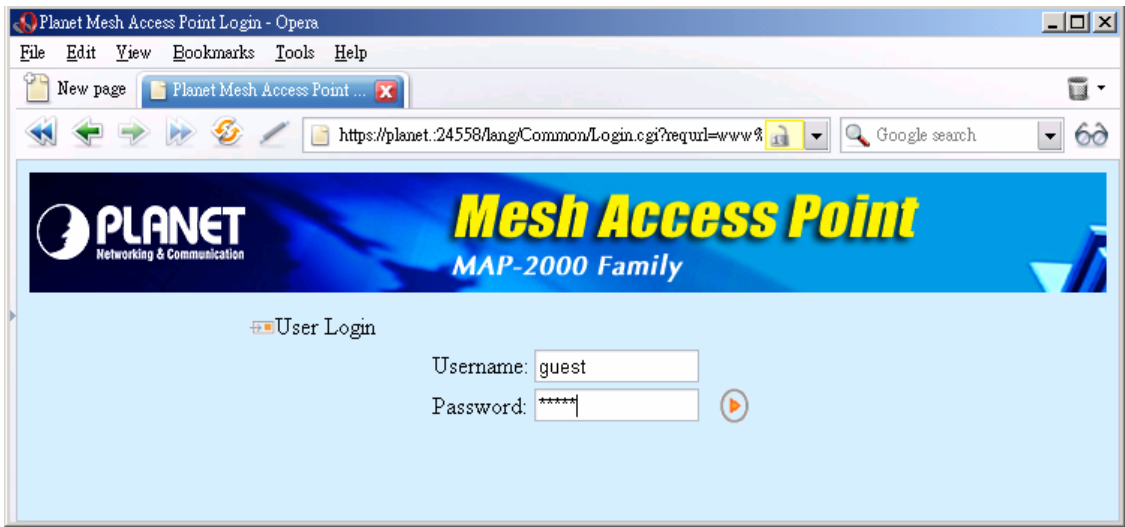 Planet Mesh Access Point Login - Opera
File Edit View Bookmarks Tools Help
New page Planet Mesh Access Point ...
https://planet.:24558/lang/Common/Login.cgi?requrl=www% Google search
PLANET
Networking & Communication
Mesh Access Point
MAP-2000 Family
User Login
Username: guest
Password: *****